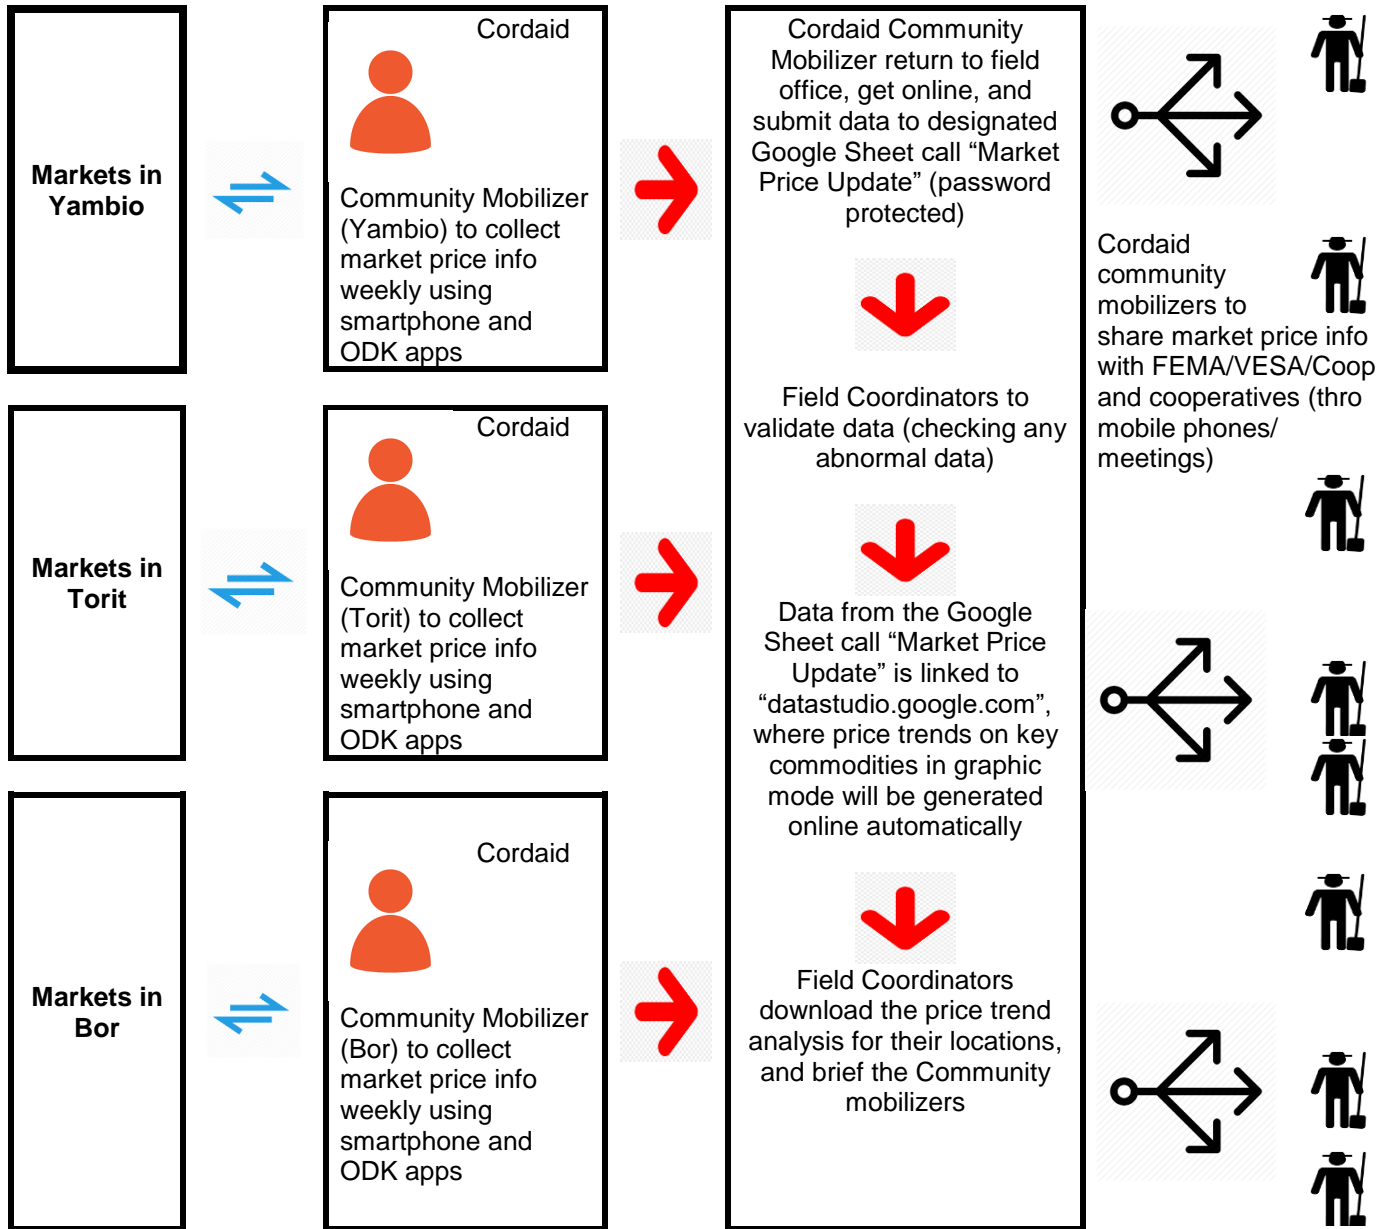 Markets in
Yambio
Cordaid
Community Mobilizer
(Yambio) to collect
market price info
weekly using
smartphone and
ODK apps
Markets in
Torit
Cordaid
Community Mobilizer
(Torit) to collect
market price info
weekly using
smartphone and
ODK apps
Markets in
Bor
Cordaid
Community Mobilizer
(Bor) to collect
market price info
weekly using
smartphone and
ODK apps
Cordaid Community
Mobilizer return to field
office, get online, and
submit data to designated
Google Sheet call “Market
Price Update” (password
protected)
Field Coordinators to
validate data (checking any
abnormal data)
Data from the Google
Sheet call “Market Price
Update” is linked to
“datastudio.google.com”,
where price trends on key
commodities in graphic
mode will be generated
online automatically
Field Coordinators
download the price trend
analysis for their locations,
and brief the Community
mobilizers
Cordaid
community
mobilizers to
share market price info
with FEMA/VESA/Coop
and cooperatives (thro
mobile phones/
meetings)